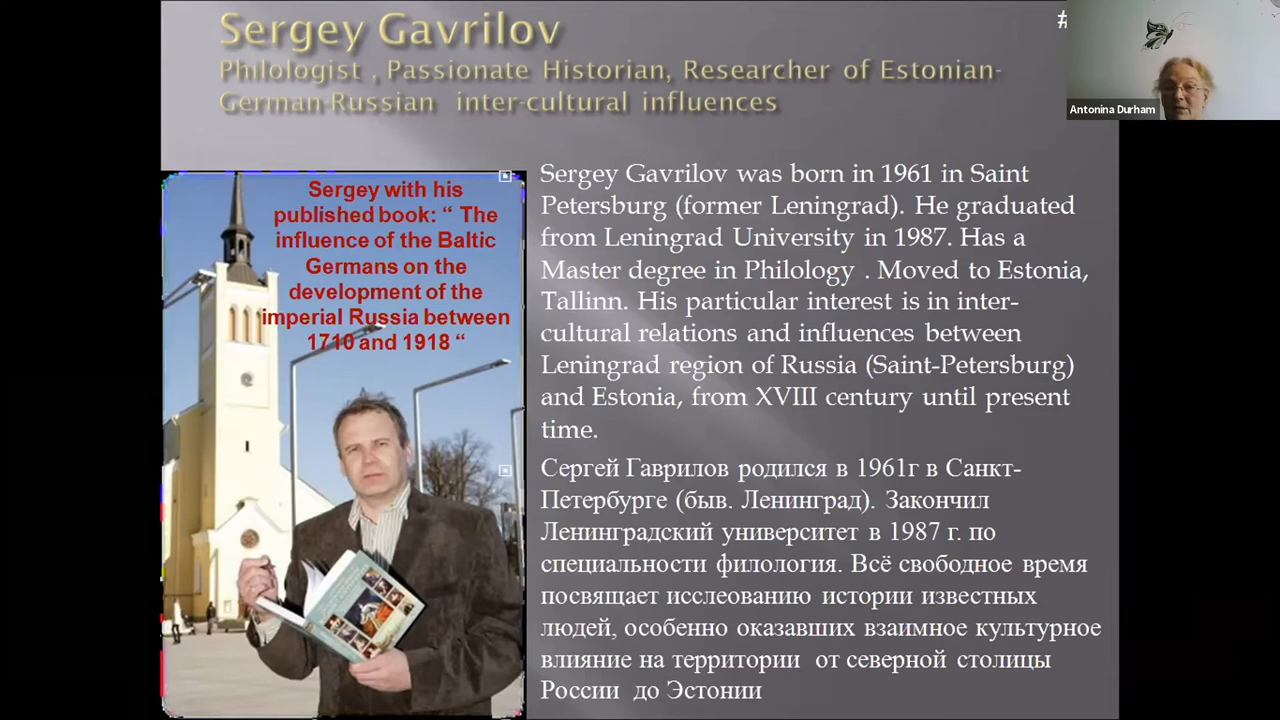 Sergey Gavrilov
Philologist , Passionate Historian, Researcher of Estonian-
German-Russian inter-cultural influences
#
Antonina Durham
Sergey with his
published book: “ The
influence of the Baltic
Germans on the
development of the
imperial Russia between
1710 and 1918 “
Sergey Gavrilov was born in 1961 in Saint
Petersburg (former Leningrad). He graduated
from Leningrad University in 1987. Has a
Master degree in Philology . Moved to Estonia,
Tallinn. His particular interest is in inter-
cultural relations and influences between
Leningrad region of Russia (Saint-Petersburg)
and Estonia, from XVIII century until present
time.
Сергей Гаврилов родился в 1961г в Санкт-
Петербурге (быв. Ленинград). Закончил
Ленинградский университет в 1987 г. по
специальности филология. Всё свободное время
посвящает исслеованию истории известных
людей, особенно оказавших взаимное культурное
влияние на территории от северной столицы
России до Эстонии